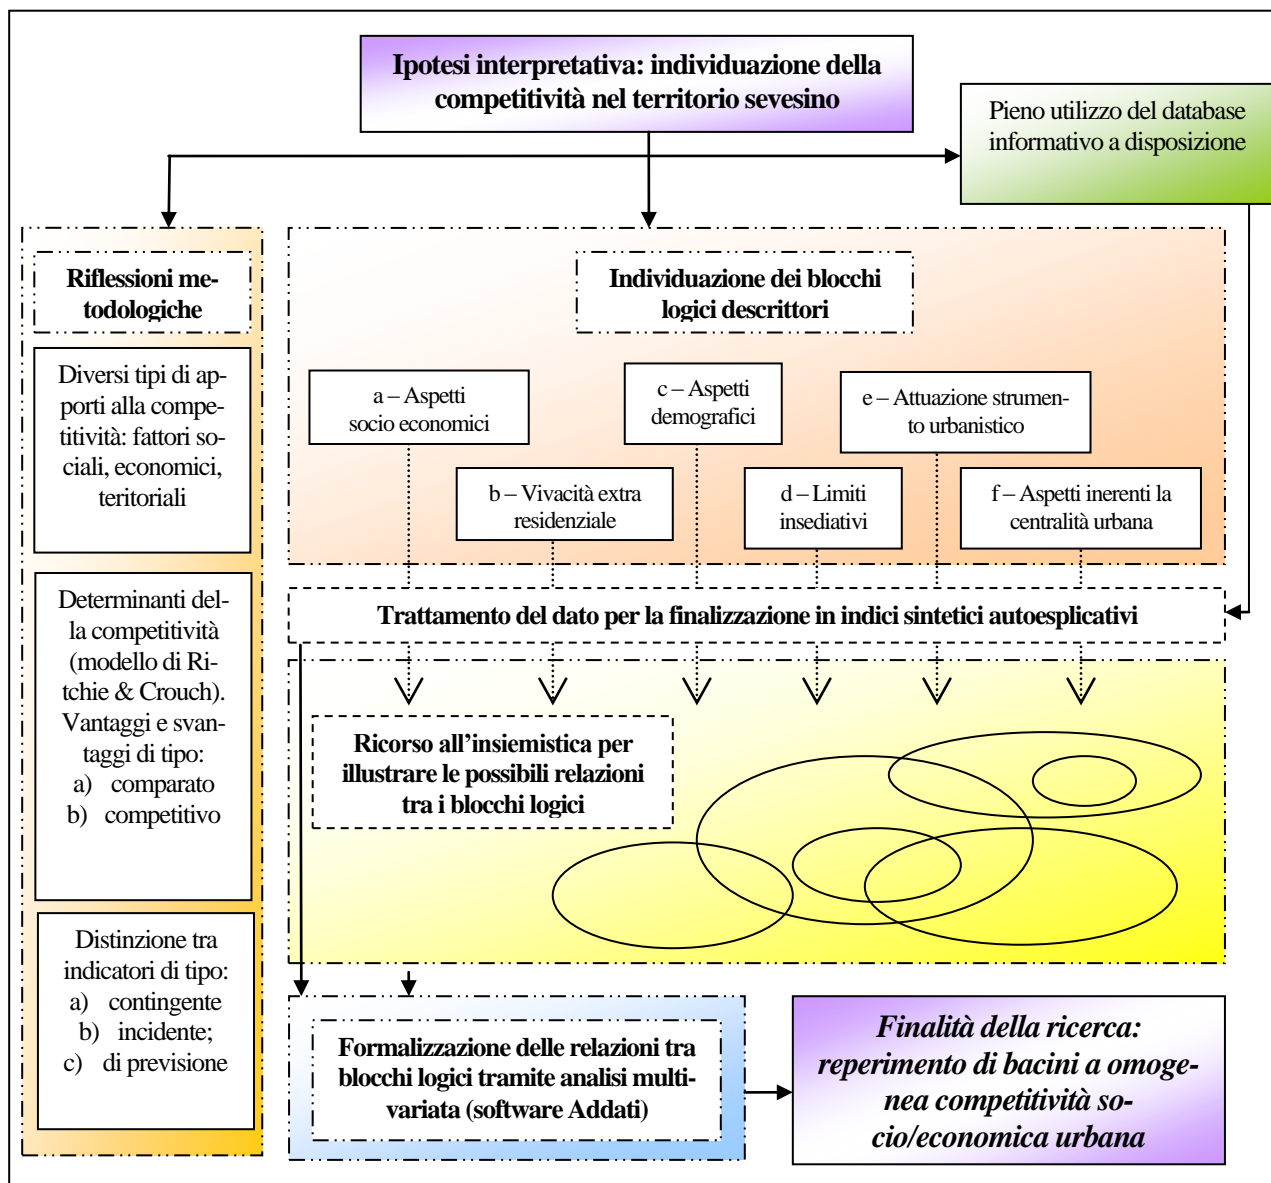 Ipotesi interpretativa: individuazione della
competitività nel territorio sevesino
Pieno utilizzo del database
informativo a disposizione
Riflessioni me-
todologiche
Diversi tipi di ap-
porti alla compe-
titività: fattori so-
ciali, economici,
teritoriali
Determinanti del-
la competitività
(modello di Ri-
tchie & Crouch).
Vantaggi e svan-
taggi di tipo:
a) comparato
b) competitivo
Distinzione tra
indicatori di tipo:
a) contingente
b) incidente;
c) di previsione
Individuazione dei blocchi
logici descrittori
a – Aspetti
socio economici
b – Vivacità extra
residenziale
c – Aspetti
demografici
d – Limiti
insediativi
e – Attuazione strumen-
to urbanistico
f – Aspetti inerenti la
centralità urbana
Trattamento del dato per la finalizzazione in indici sintetici autoesplicativi
Ricorso all’insiemistica per
illustrare le possibili relazioni
tra i blocchi logici
Formalizzazione delle relazioni tra
blocchi logici tramite analisi multi-
variata (software Addati)
Finalità della ricerca:
reperimento di bacini a omoge-
nea competitività so-
cio/economica urbana